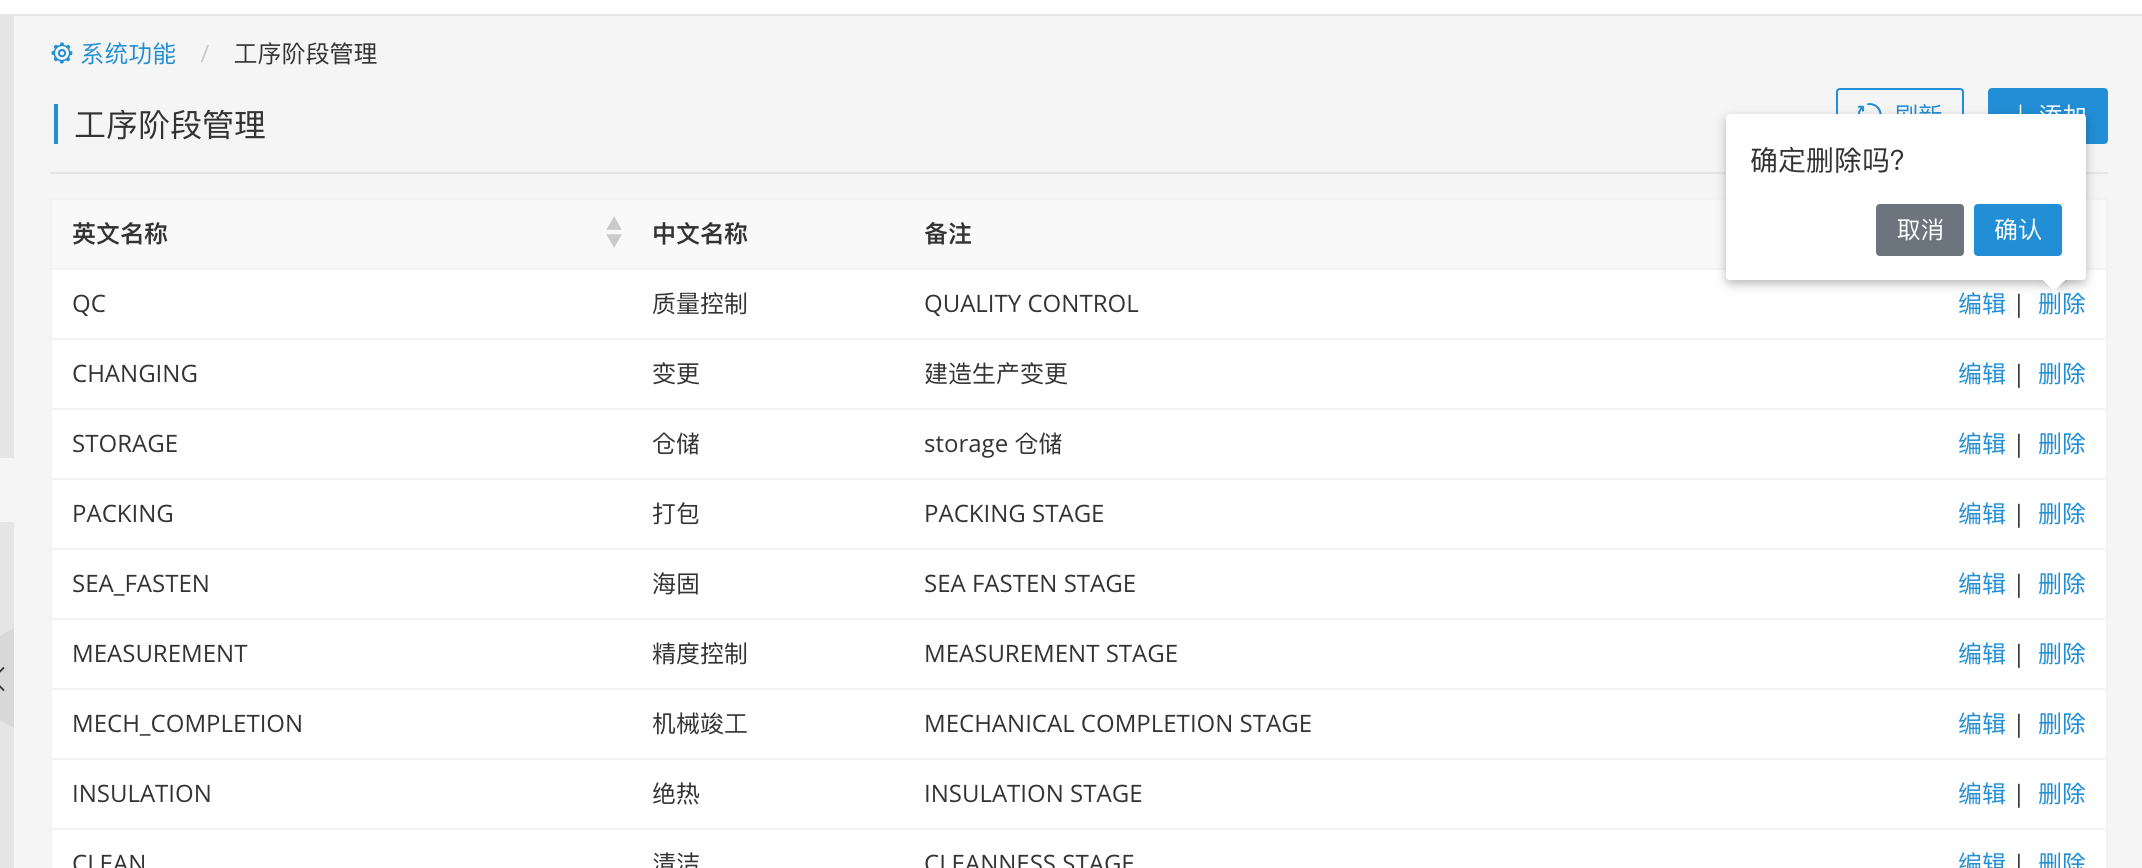 系统功能 / 工序阶段管理
工序阶段管理
刷新 添加
确定删除吗?
取消 确认
英文名称 中文名称 备注
QC 质量控制 QUALITY CONTROL 编辑 | 删除
CHANGING 变更 建造生产变更 编辑 | 删除
STORAGE 仓储 storage 仓储 编辑 | 删除
PACKING 打包 PACKING STAGE 编辑 | 删除
SEA_FASTEN 海固 SEA FASTEN STAGE 编辑 | 删除
MEASUREMENT 精度控制 MEASUREMENT STAGE 编辑 | 删除
MECH_COMPLETION 机械竣工 MECHANICAL COMPLETION STAGE 编辑 | 删除
INSULATION 绝热 INSULATION STAGE 编辑 | 删除
CLEAN 清洁 CLEANNESS STAGE 编辑 | 删除